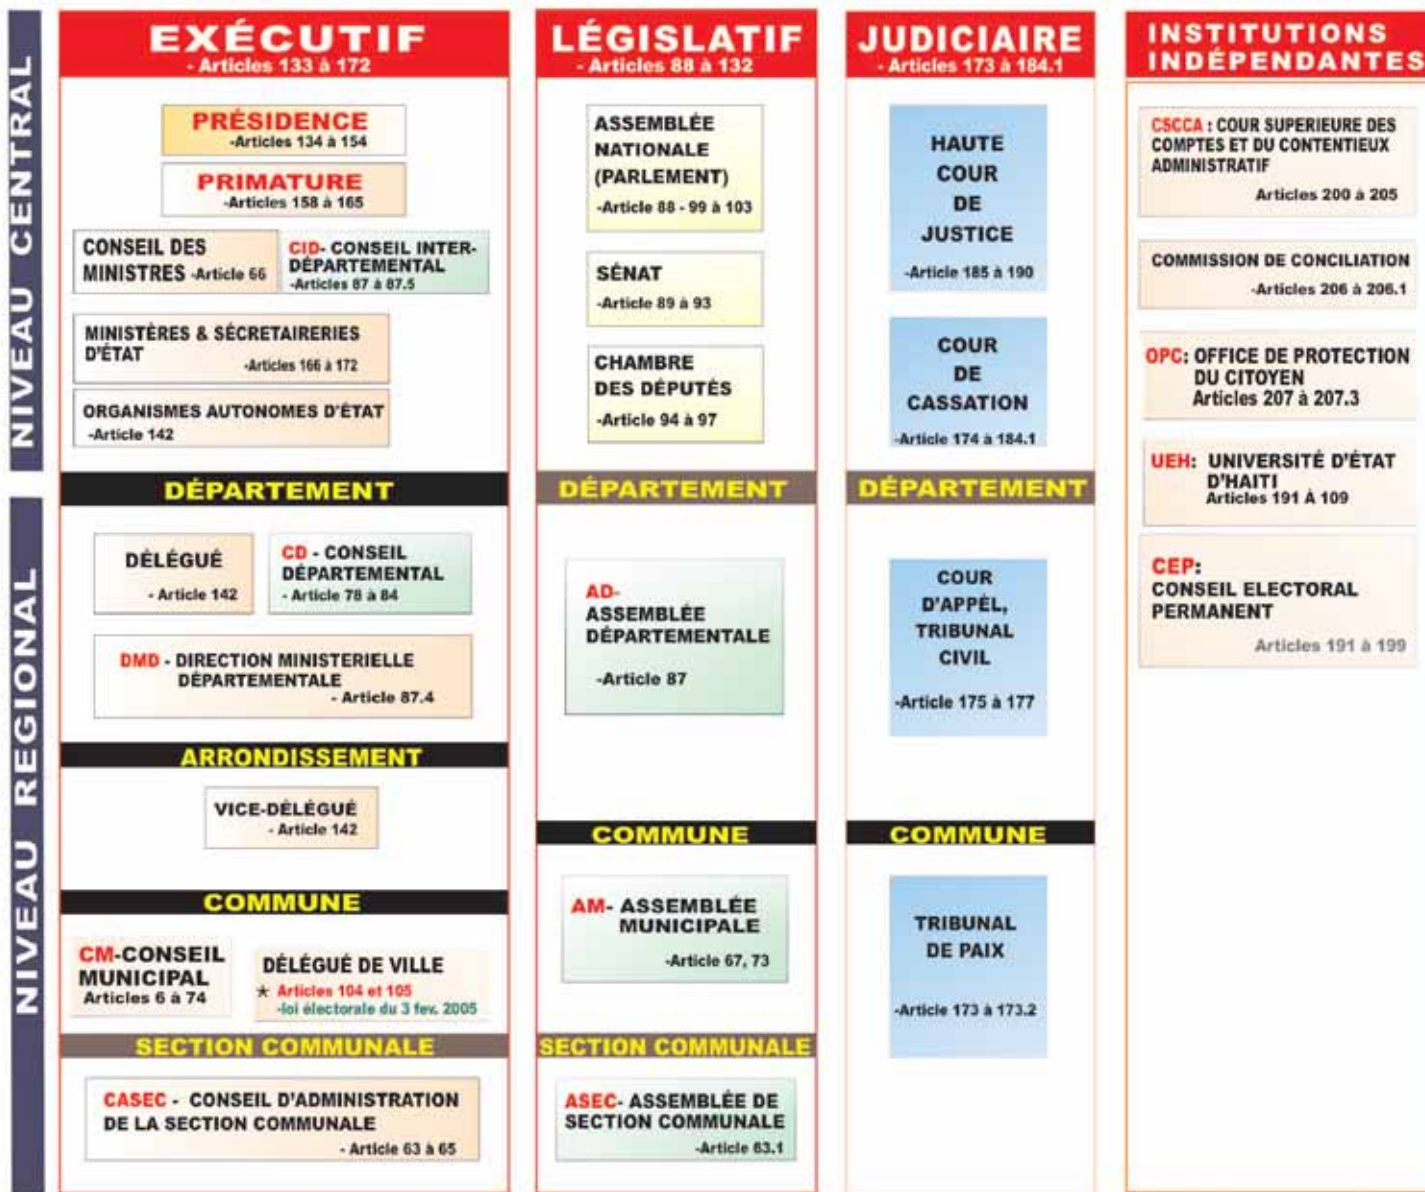 NIVEAU CENTRAL
NIVEAU REGIONAL
EXÉCUTIF
- Articles 133 à 172
PRÉSIDENCE
-Articles 134 à 154
PRIMATURE
-Articles 158 à 165
CONSEIL DES
MINISTRES -Article 66
CID- CONSEIL INTER-
DÉPARTEMENTAL
-Articles 87 à 87.5
MINISTÈRES & SÉCRETAIRERIES
D'ÉTAT
-Articles 166 à 172
ORGANISMES AUTONOMES D'ÉTAT
-Article 142
DÉPARTEMENT
DÈLÉGUÉ
- Article 142
CD - CONSEIL
DÉPARTEMENTAL
- Article 78 à 84
DMD - DIRECTION MINISTERIELLE
DÉPARTEMENTALE
- Article 87.4
ARRONDISSEMENT
VICE-DÉLÉGUÉ
- Article 142
COMMUNE
CM-CONSEIL
MUNICIPAL
Articles 6 à 74
DÉLÉGUÉ DE VILLE
* Articles 104 et 105
-loi électorale du 3 fev. 2005
SECTION COMMUNALE
CASEC - CONSEIL D'ADMINISTRATION
DE LA SECTION COMMUNALE
- Article 63 à 65
LÉGISLATIF
- Articles 88 à 132
ASSEMBLÉE
NATIONALE
(PARLEMENT)
-Article 88 - 99 à 103
SÉNAT
-Article 89 à 93
CHAMBRE
DES DÉPUTÉS
-Article 94 à 97
DÉPARTEMENT
AD-
ASSEMBLÉE
DÉPARTEMENTALE
-Article 87
COMMUNE
AM- ASSEMBLÉE
MUNICIPALE
-Article 67, 73
SECTION COMMUNALE
ASEC- ASSEMBLÉE DE
SECTION COMMUNALE
-Article 63.1
JUDICIAIRE
- Articles 173 à 184.1
HAUTE
COUR
DE
JUSTICE
-Article 185 à 190
COUR
DE
CASSATION
-Article 174 à 184.1
DÉPARTEMENT
COUR
D'APPÈL,
TRIBUNAL
CIVIL
-Article 175 à 177
COMMUNE
TRIBUNAL
DE PAIX
-Article 173 à 173.2
INSTITUTIONS
INDÉPENDANTES
CSCCA : COUR SUPERIEURE DES
COMPTES ET DU CONTENTIEUX
ADMINISTRATIF
Articles 200 à 205
COMMISSION DE CONCILIATION
-Articles 206 à 206.1
OPC: OFFICE DE PROTECTION
DU CITOYEN
Articles 207 à 207.3
UEH: UNIVERSITÉ D'ÉTAT
D'HAITI
Articles 191 À 109
CEP:
CONSEIL ELECTORAL
PERMANENT
Articles 191 à 199